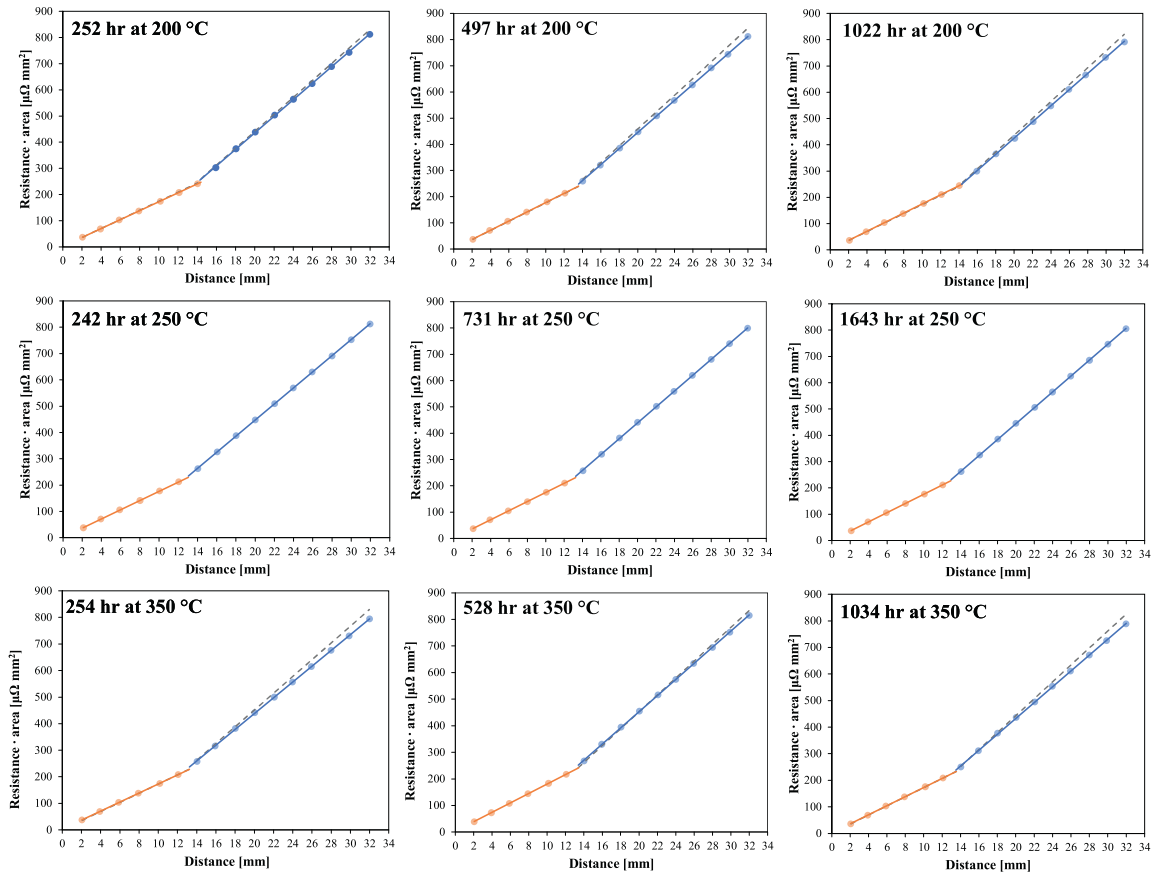 252 hr at 200 °C
900
800
700
600
500
400
300
200
100
0
Resistance · area [μΩ mm²]
0 2 4 6 8 10 12 14 16 18 20 22 24 26 28 30 32 34
Distance [mm]
497 hr at 200 °C
900
800
700
600
500
400
300
200
100
0
Resistance · area [μΩ mm²]
0 2 4 6 8 10 12 14 16 18 20 22 24 26 28 30 32 34
Distance [mm]
1022 hr at 200 °C
900
800
700
600
500
400
300
200
100
0
Resistance · area [μΩ mm²]
0 2 4 6 8 10 12 14 16 18 20 22 24 26 28 30 32 34
Distance [mm]
242 hr at 250 °C
900
800
700
600
500
400
300
200
100
0
Resistance · area [μΩ mm²]
0 2 4 6 8 10 12 14 16 18 20 22 24 26 28 30 32 34
Distance [mm]
731 hr at 250 °C
900
800
700
600
500
400
300
200
100
0
Resistance · area [μΩ mm²]
0 2 4 6 8 10 12 14 16 18 20 22 24 26 28 30 32 34
Distance [mm]
1643 hr at 250 °C
900
800
700
600
500
400
300
200
100
0
Resistance · area [μΩ mm²]
0 2 4 6 8 10 12 14 16 18 20 22 24 26 28 30 32 34
Distance [mm]
254 hr at 350 °C
900
800
700
600
500
400
300
200
100
0
Resistance · area [μΩ mm²]
0 2 4 6 8 10 12 14 16 18 20 22 24 26 28 30 32 34
Distance [mm]
528 hr at 350 °C
900
800
700
600
500
400
300
200
100
0
Resistance · area [μΩ mm²]
0 2 4 6 8 10 12 14 16 18 20 22 24 26 28 30 32 34
Distance [mm]
1034 hr at 350 °C
900
800
700
600
500
400
300
200
100
0
Resistance · area [μΩ mm²]
0 2 4 6 8 10 12 14 16 18 20 22 24 26 28 30 32 34
Distance [mm]